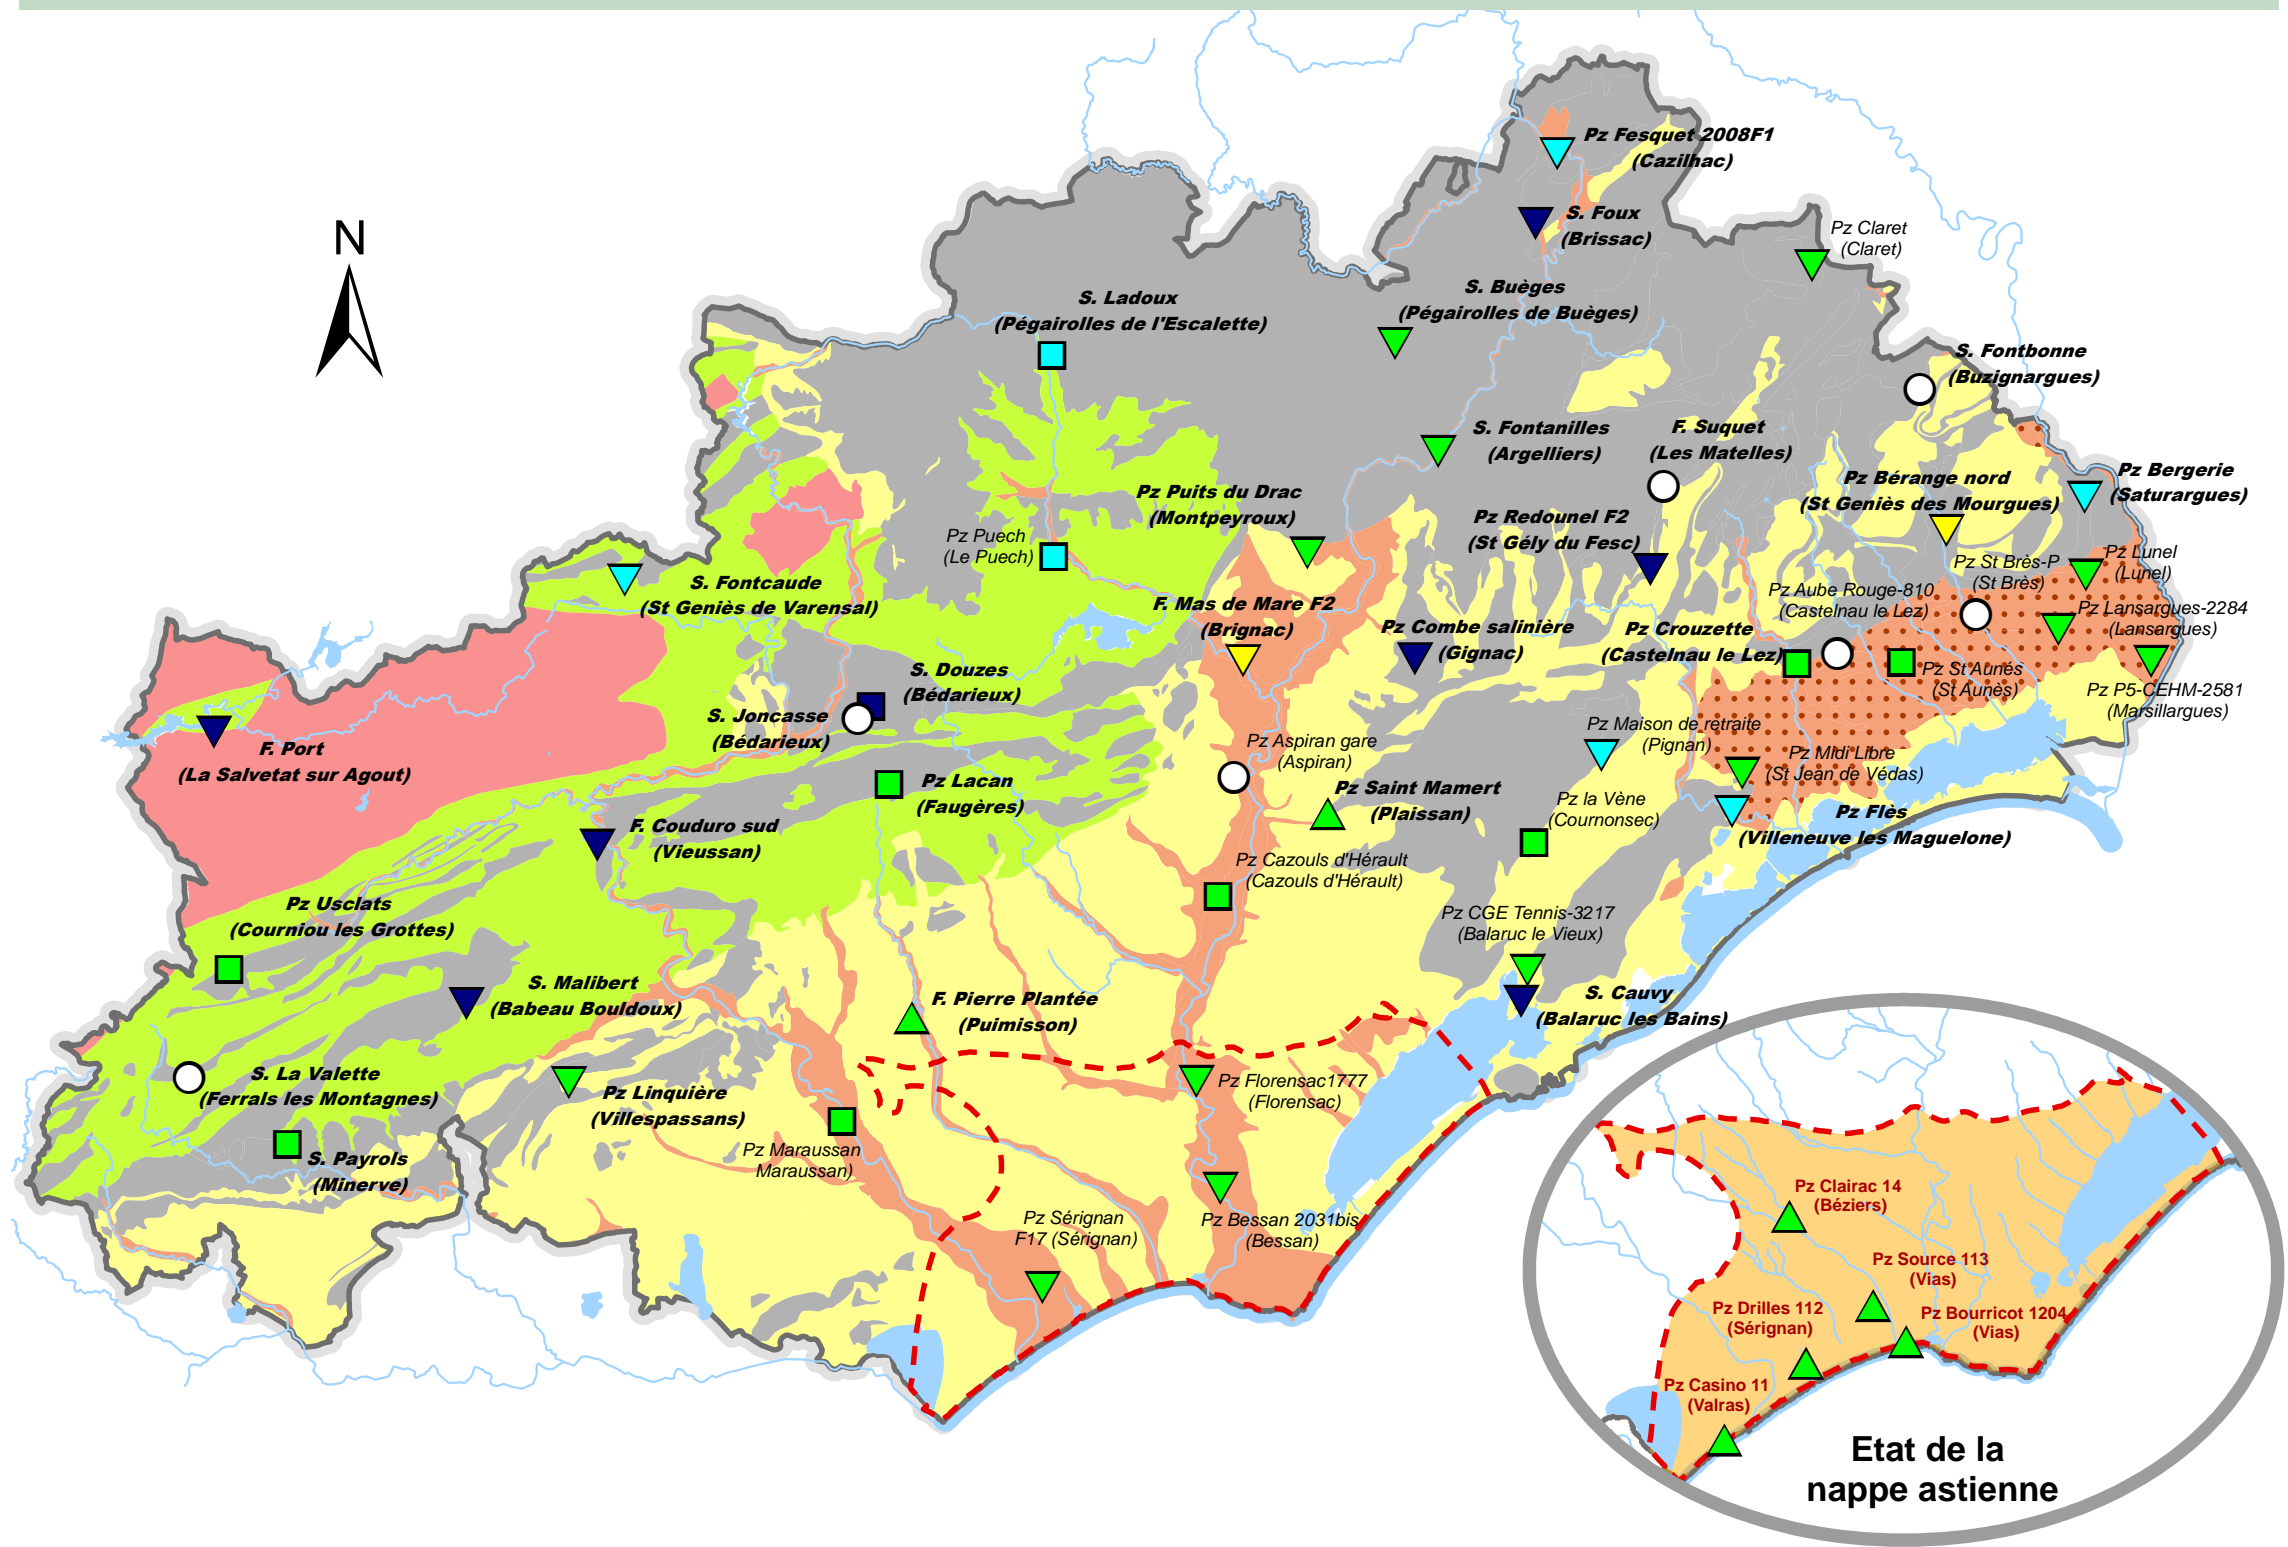 N
Pz Fesquet 2008F1
(Cazilhac)
S. Foux
(Brissac)
Pz Claret
(Claret)
S. Ladoux
(Pégairolles de l'Escalette)
S. Buèges
(Pégairolles de Buèges)
S. Fontbonne
(Buzignargues)
S. Fontanilles
(Argelliers)
F. Suquet
(Les Matelles)
Pz Bérange nord
(St Geniès des Mourgues)
Pz Bergerie
(Saturargues)
Pz Puits du Drac
(Montpeyroux)
Pz Redounel F2
(St Gély du Fesc)
Pz Puech
(Le Puech)
Pz St Brès-P
(St Brès)
Pz Lunel
(Lunel)
S. Fontcaude
(St Geniès de Varensal)
Pz Aube Rouge-810
(Castelnau le Lez)
F. Mas de Mare F2
(Brignac)
Pz Combe salinière
(Gignac)
Pz Crouzette
(Castelnau le Lez)
Pz Lansargues-2284
(Lansargues)
S. Douzes
(Bédarieux)
Pz St Aunés
(St Aunès)
Pz P5-CEHM-2581
(Marsillargues)
S. Joncasse
(Bédarieux)
Pz Maison de retraite
(Pignan)
F. Port
(La Salvetat sur Agout)
Pz Aspiran gare
(Aspiran)
Pz Midi Libre
(St Jean de Védas)
Pz Lacan
(Faugères)
Pz Saint Mamert
(Plaissan)
Pz la Vène
(Cournonsec)
Pz Flès
(Villeneuve les Maguelone)
F. Couduro sud
(Vieussan)
Pz Cazouls d'Hérault
(Cazouls d'Hérault)
Pz Usclats
(Courniou les Grottes)
Pz CGE Tennis-3217
(Balaruc le Vieux)
S. Malibert
(Babeau Bouldoux)
F. Pierre Plantée
(Puimisson)
S. Cauvy
(Balaruc les Bains)
S. La Valette
(Ferrals les Montagnes)
Pz Linquière
(Villespassans)
Pz Florensac1777
(Florensac)
S. Payrols
(Minerve)
Pz Maraussan
Maraussan)
Pz Sérignan
F17 (Sérignan)
Pz Bessan 2031bis
(Bessan)
Pz Clairac 14
(Béziers)
Pz Source 113
(Vias)
Pz Drilles 112
(Sérignan)
Pz Bourricot 1204
(Vias)
Pz Casino 11
(Valras)
Etat de la
nappe astienne